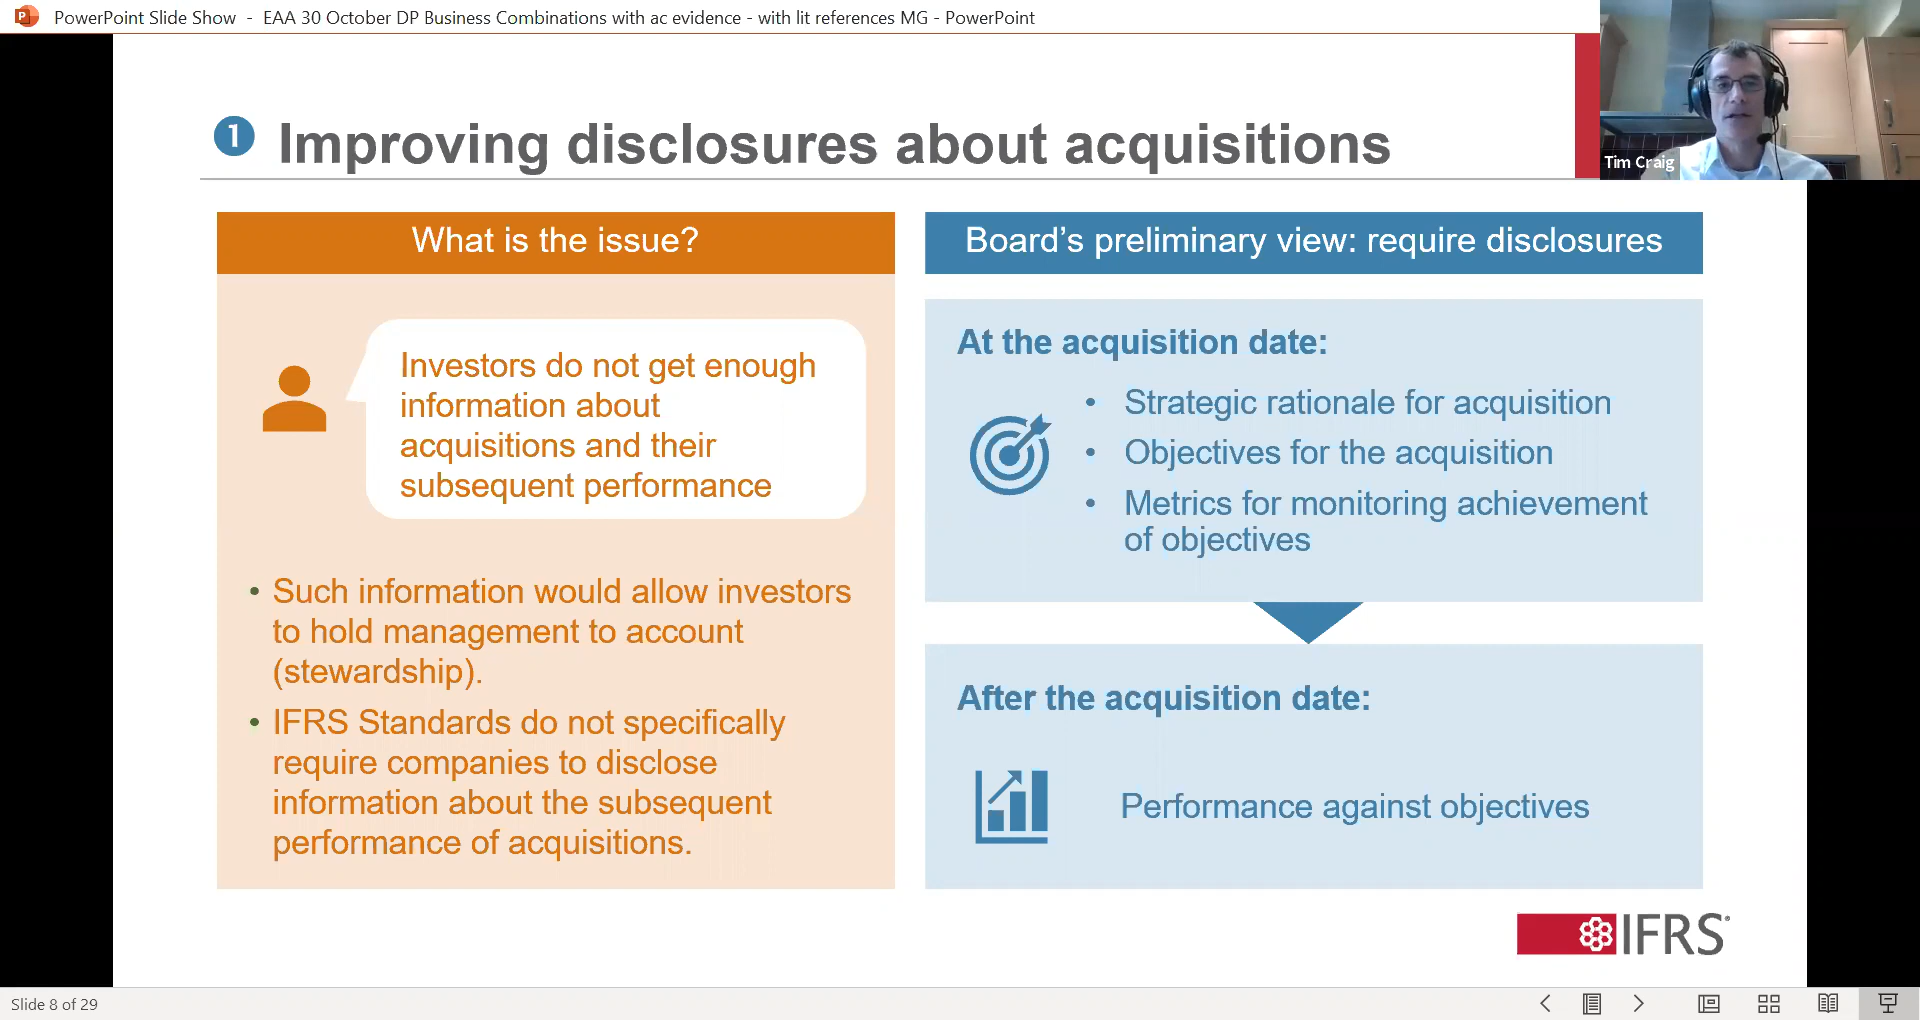 PowerPoint Slide Show - EAA 30 October DP Business Combinations with ac evidence - with lit references MG - PowerPoint
Tim Craig
1 Improving disclosures about acquisitions
What is the issue?
Investors do not get enough
information about
acquisitions and their
subsequent performance
• Such information would allow investors
to hold management to account
(stewardship).
• IFRS Standards do not specifically
require companies to disclose
information about the subsequent
performance of acquisitions.
Board's preliminary view: require disclosures
At the acquisition date:
• Strategic rationale for acquisition
• Objectives for the acquisition
• Metrics for monitoring achievement
of objectives
After the acquisition date:
Performance against objectives
IFRS®
Slide 8 of 29